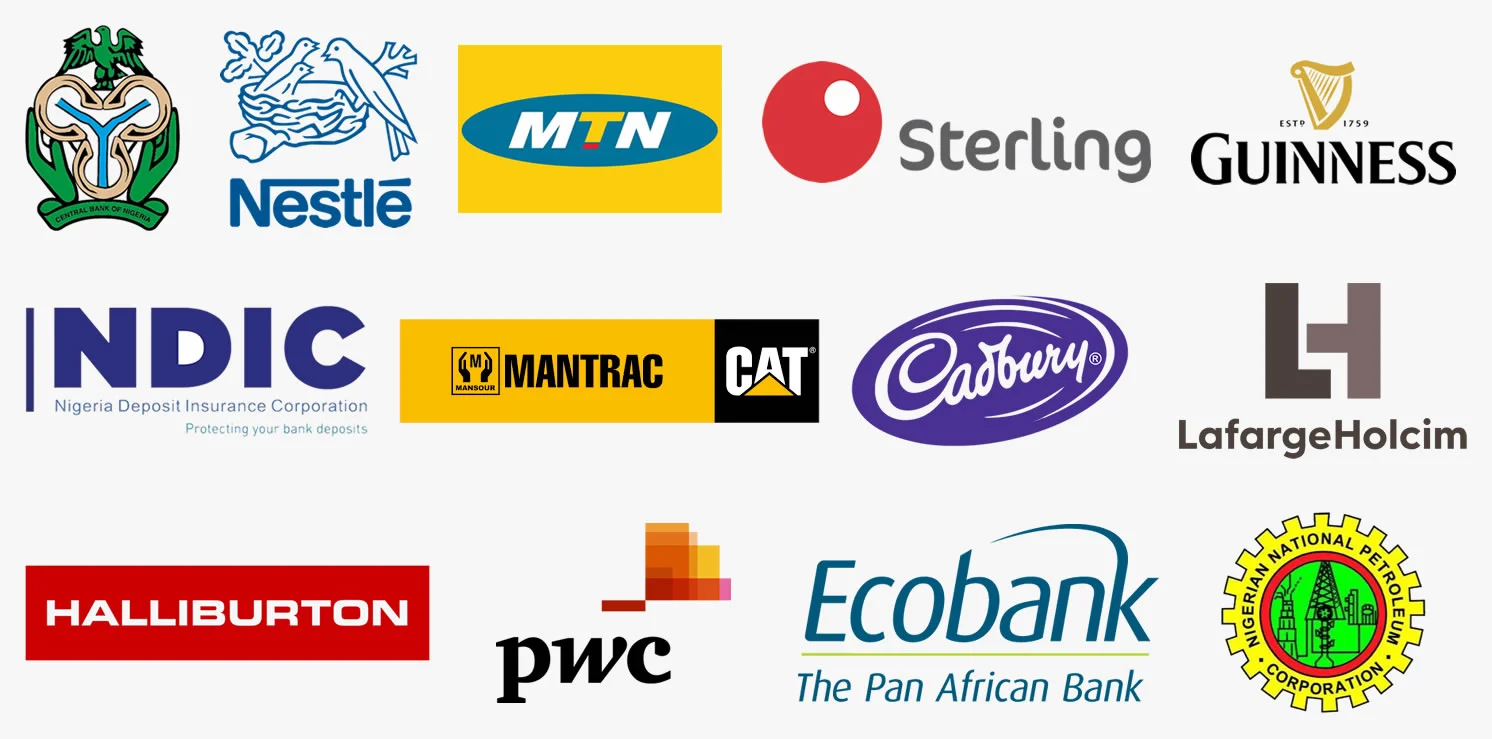 CENTRAL BANK OF NIGERIA
Nestlé
MTN
Sterling
ESTD 1759
GUINNESS
NDIC
Nigeria Deposit Insurance Corporation
Protecting your bank deposits
M
MANSOUR
MANTRAC
CAT®
Cadbury®
LH
LafargeHolcim
HALLIBURTON
pwc
Ecobank
The Pan African Bank
NIGERIAN NATIONAL PETROLEUM
· CORPORATION ·